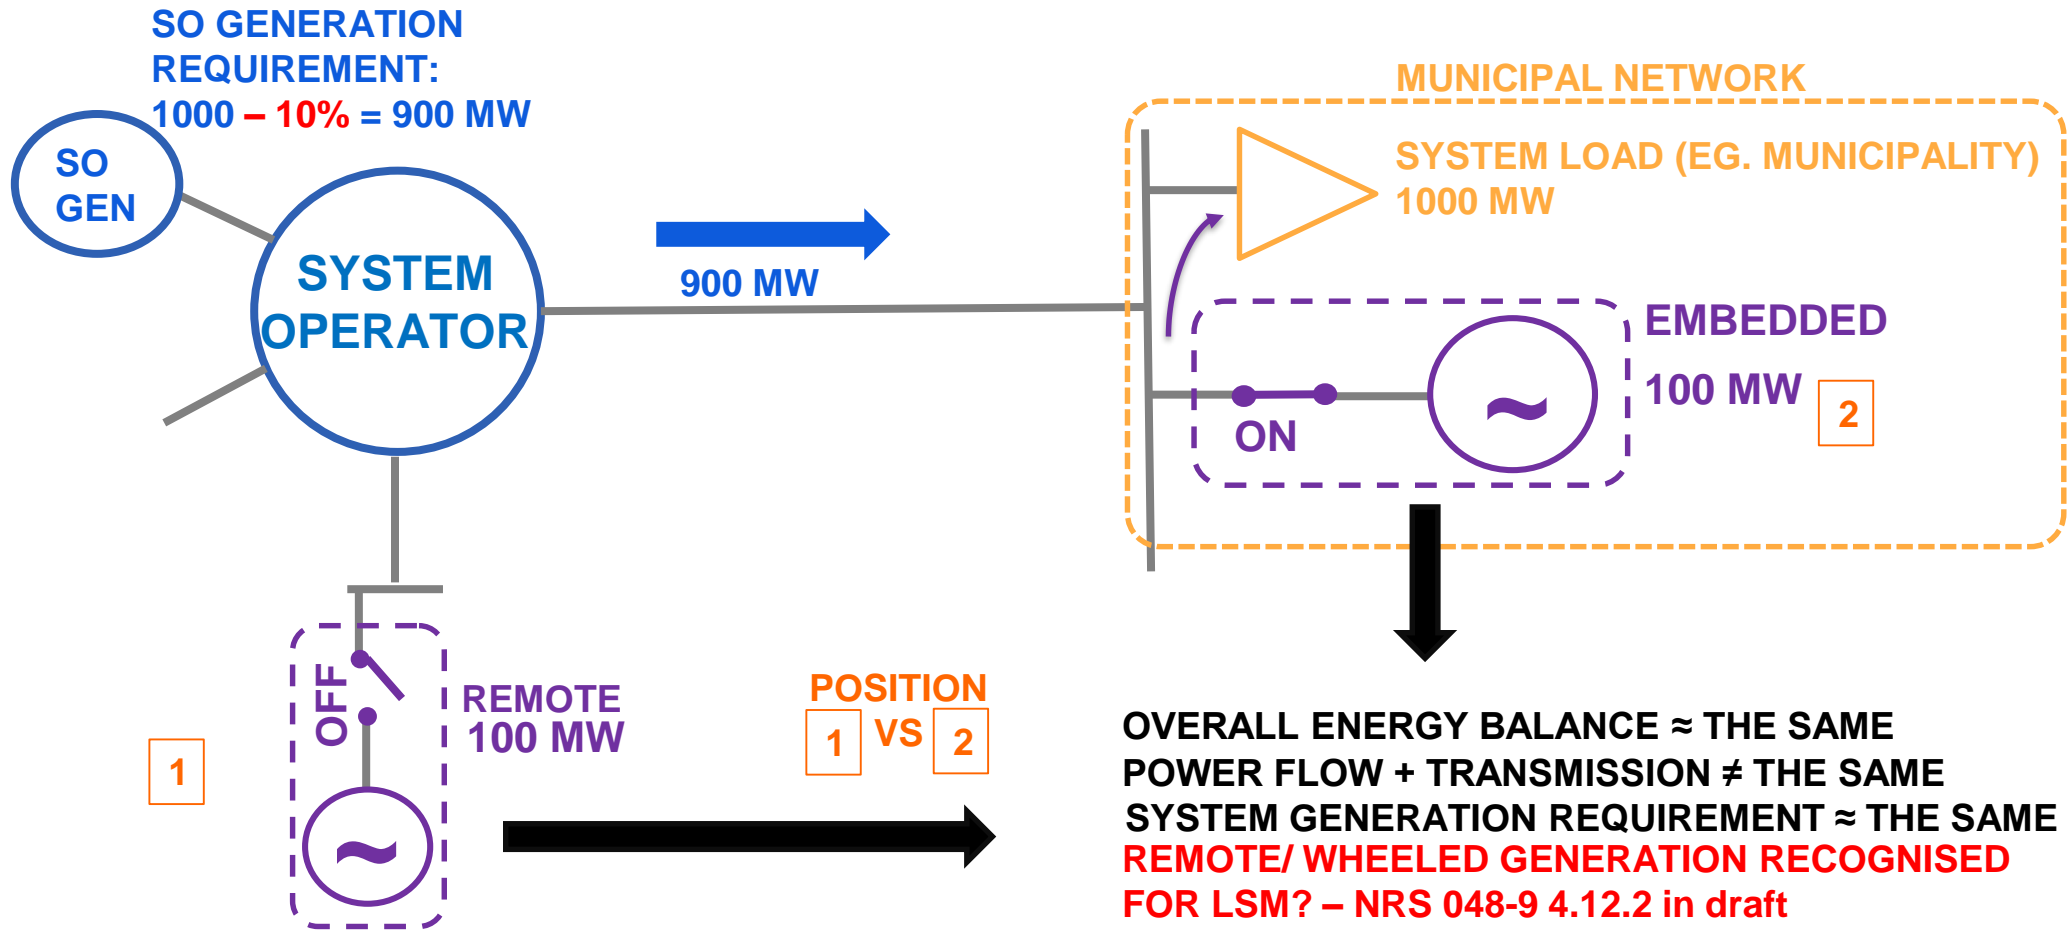 SO GENERATION
REQUIREMENT:
1000 – 10% = 900 MW
SO
GEN
SYSTEM
OPERATOR
900 MW
MUNICIPAL NETWORK
SYSTEM LOAD (EG. MUNICIPALITY)
1000 MW
EMBEDDED
100 MW
2
~
ON
OFF
REMOTE
100 MW
1
~
POSITION
1 VS 2
OVERALL ENERGY BALANCE ≈ THE SAME
POWER FLOW + TRANSMISSION ≠ THE SAME
SYSTEM GENERATION REQUIREMENT ≈ THE SAME
REMOTE/ WHEELED GENERATION RECOGNISED
FOR LSM? – NRS 048-9 4.12.2 in draft